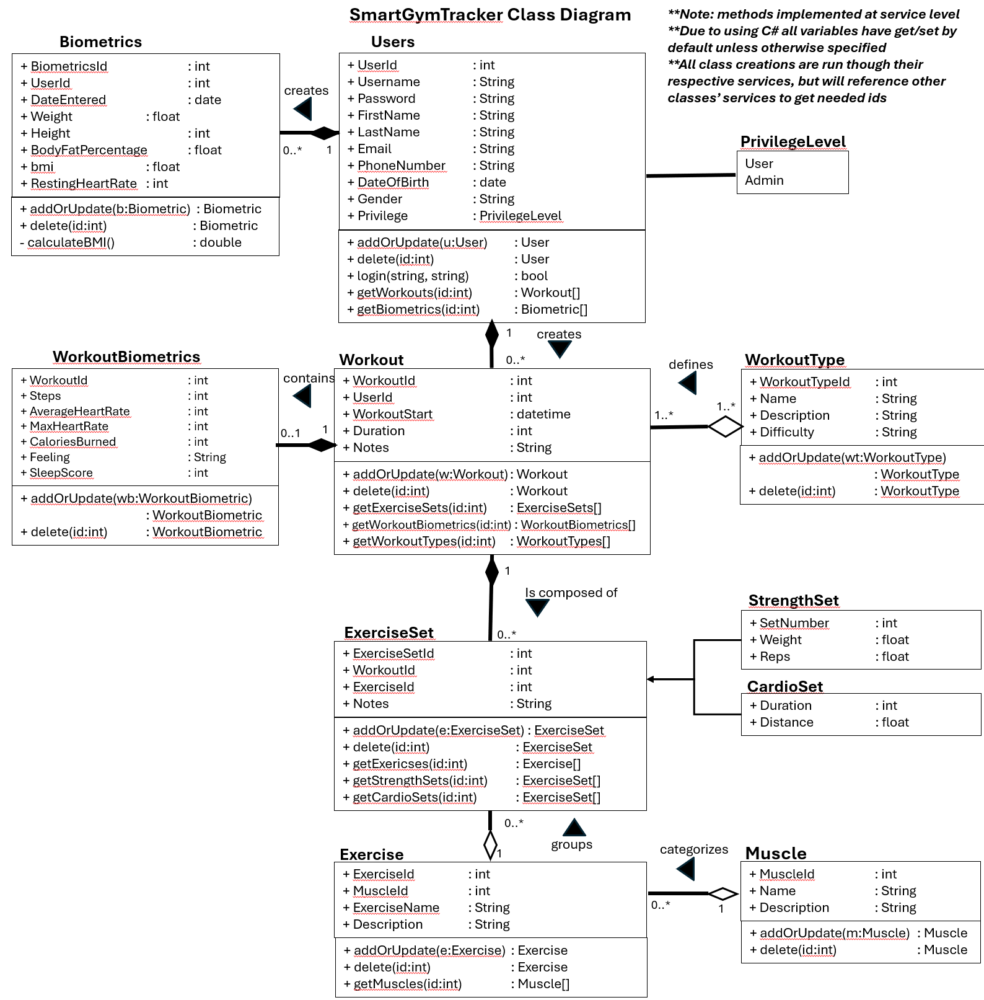 SmartGymTracker Class Diagram
**Note: methods implemented at service level
**Due to using C# all variables have get/set by
default unless otherwise specified
**All class creations are run though their
respective services, but will reference other
classes’ services to get needed ids
Biometrics
+ BiometricsId : int
+ UserId : int
+ DateEntered : date
+ Weight : float
+ Height : int
+ BodyFatPercentage : float
+ bmi : float
+ RestingHeartRate : int
+ addOrUpdate(b:Biometric) : Biometric
+ delete(id:int) : Biometric
- calculateBMI() : double
creates
0..* 1
Users
+ UserId : int
+ Username : String
+ Password : String
+ FirstName : String
+ LastName : String
+ Email : String
+ PhoneNumber : String
+ DateOfBirth : date
+ Gender : String
+ Privilege : PrivilegeLevel
+ addOrUpdate(u:User) : User
+ delete(id:int) : User
+ login(string, string) : bool
+ getWorkouts(id:int) : Workout[]
+ getBiometrics(id:int) : Biometric[]
PrivilegeLevel
User
Admin
1
creates
0..*
WorkoutBiometrics
+ WorkoutId : int
+ Steps : int
+ AverageHeartRate : int
+ MaxHeartRate : int
+ CaloriesBurned : int
+ Feeling : String
+ SleepScore : int
+ addOrUpdate(wb:WorkoutBiometric)
: WorkoutBiometric
+ delete(id:int) : WorkoutBiometric
contains
0..1 1
Workout
+ WorkoutId : int
+ UserId : int
+ WorkoutStart : datetime
+ Duration : int
+ Notes : String
+ addOrUpdate(w:Workout) : Workout
+ delete(id:int) : Workout
+ getExerciseSets(id:int) : ExerciseSets[]
+ getWorkoutBiometrics(id:int) : WorkoutBiometrics[]
+ getWorkoutTypes(id:int) : WorkoutTypes[]
defines
1..* 1..*
WorkoutType
+ WorkoutTypeId : int
+ Name : String
+ Description : String
+ Difficulty : String
+ addOrUpdate(wt:WorkoutType)
: WorkoutType
+ delete(id:int) : WorkoutType
1
Is composed of
0..*
ExerciseSet
+ ExerciseSetId : int
+ WorkoutId : int
+ ExerciseId : int
+ Notes : String
+ addOrUpdate(e:ExerciseSet) : ExerciseSet
+ delete(id:int) : ExerciseSet
+ getExericses(id:int) : Exercise[]
+ getStrengthSets(id:int) : ExerciseSet[]
+ getCardioSets(id:int) : ExerciseSet[]
StrengthSet
+ SetNumber : int
+ Weight : float
+ Reps : float
CardioSet
+ Duration : int
+ Distance : float
0..*
groups
1
Exercise
+ ExerciseId : int
+ MuscleId : int
+ ExerciseName : String
+ Description : String
+ addOrUpdate(e:Exercise) : Exercise
+ delete(id:int) : Exercise
+ getMuscles(id:int) : Muscle[]
categorizes
0..* 1
Muscle
+ MuscleId : int
+ Name : String
+ Description : String
+ addOrUpdate(m:Muscle) : Muscle
+ delete(id:int) : Muscle